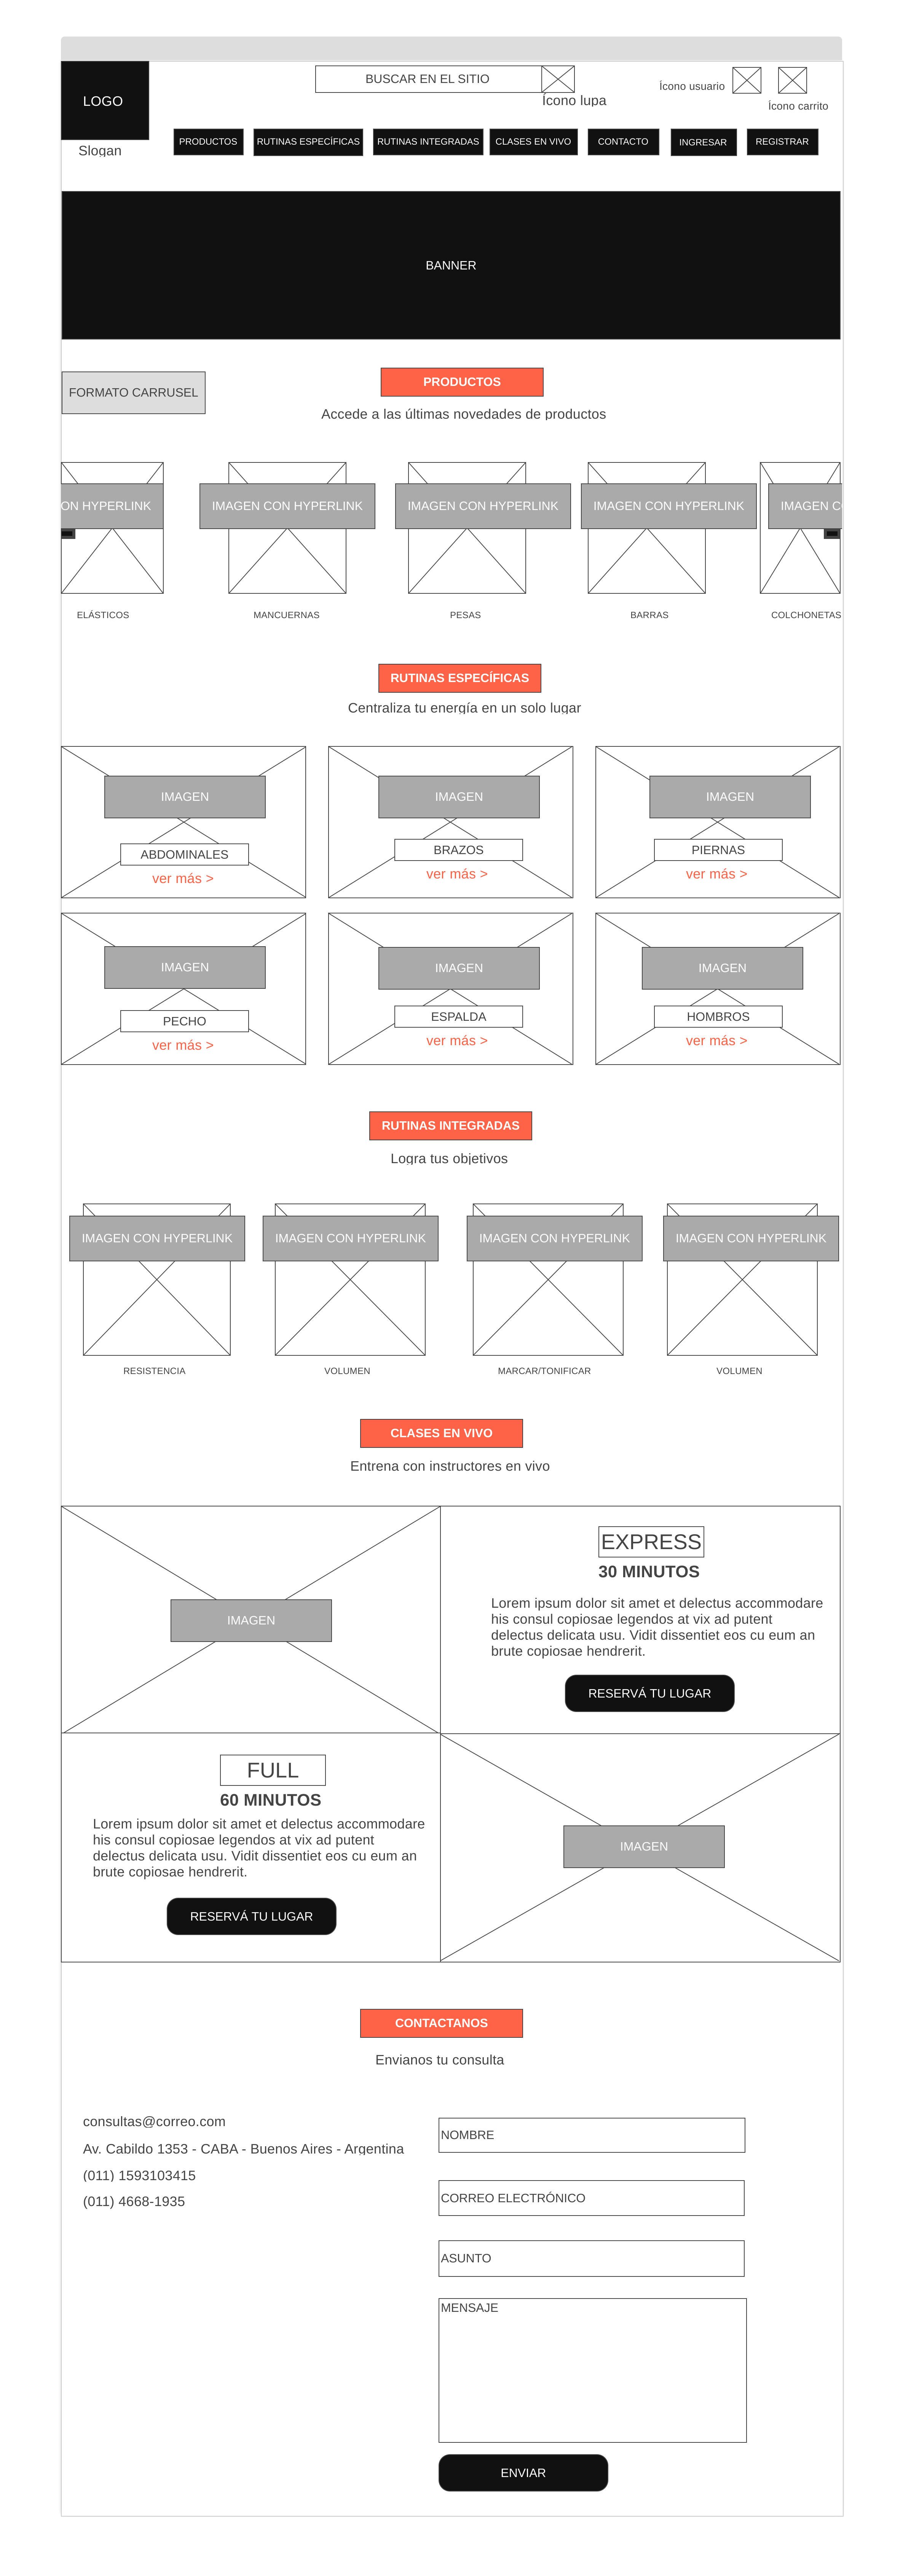 LOGO
Slogan
BUSCAR EN EL SITIO
Ícono lupa
Ícono usuario
Ícono carrito
PRODUCTOS
RUTINAS ESPECÍFICAS
RUTINAS INTEGRADAS
CLASES EN VIVO
CONTACTO
INGRESAR
REGISTRAR
BANNER
FORMATO CARRUSEL
PRODUCTOS
Accede a las últimas novedades de productos
ON HYPERLINK
IMAGEN CON HYPERLINK
IMAGEN CON HYPERLINK
IMAGEN CON HYPERLINK
IMAGEN C
ELÁSTICOS
MANCUERNAS
PESAS
BARRAS
COLCHONETAS
RUTINAS ESPECÍFICAS
Centraliza tu energía en un solo lugar
IMAGEN
ABDOMINALES
ver más >
IMAGEN
BRAZOS
ver más >
IMAGEN
PIERNAS
ver más >
IMAGEN
PECHO
ver más >
IMAGEN
ESPALDA
ver más >
IMAGEN
HOMBROS
ver más >
RUTINAS INTEGRADAS
Logra tus objetivos
IMAGEN CON HYPERLINK
IMAGEN CON HYPERLINK
IMAGEN CON HYPERLINK
IMAGEN CON HYPERLINK
RESISTENCIA
VOLUMEN
MARCAR/TONIFICAR
VOLUMEN
CLASES EN VIVO
Entrena con instructores en vivo
IMAGEN
EXPRESS
30 MINUTOS
Lorem ipsum dolor sit amet et delectus accommodare
his consul copiosae legendos at vix ad putent
delectus delicata usu. Vidit dissentiet eos cu eum an
brute copiosae hendrerit.
RESERVÁ TU LUGAR
FULL
60 MINUTOS
Lorem ipsum dolor sit amet et delectus accommodare
his consul copiosae legendos at vix ad putent
delectus delicata usu. Vidit dissentiet eos cu eum an
brute copiosae hendrerit.
RESERVÁ TU LUGAR
IMAGEN
CONTACTANOS
Envianos tu consulta
consultas@correo.com
Av. Cabildo 1353 - CABA - Buenos Aires - Argentina
(011) 1593103415
(011) 4668-1935
NOMBRE
CORREO ELECTRÓNICO
ASUNTO
MENSAJE
ENVIAR